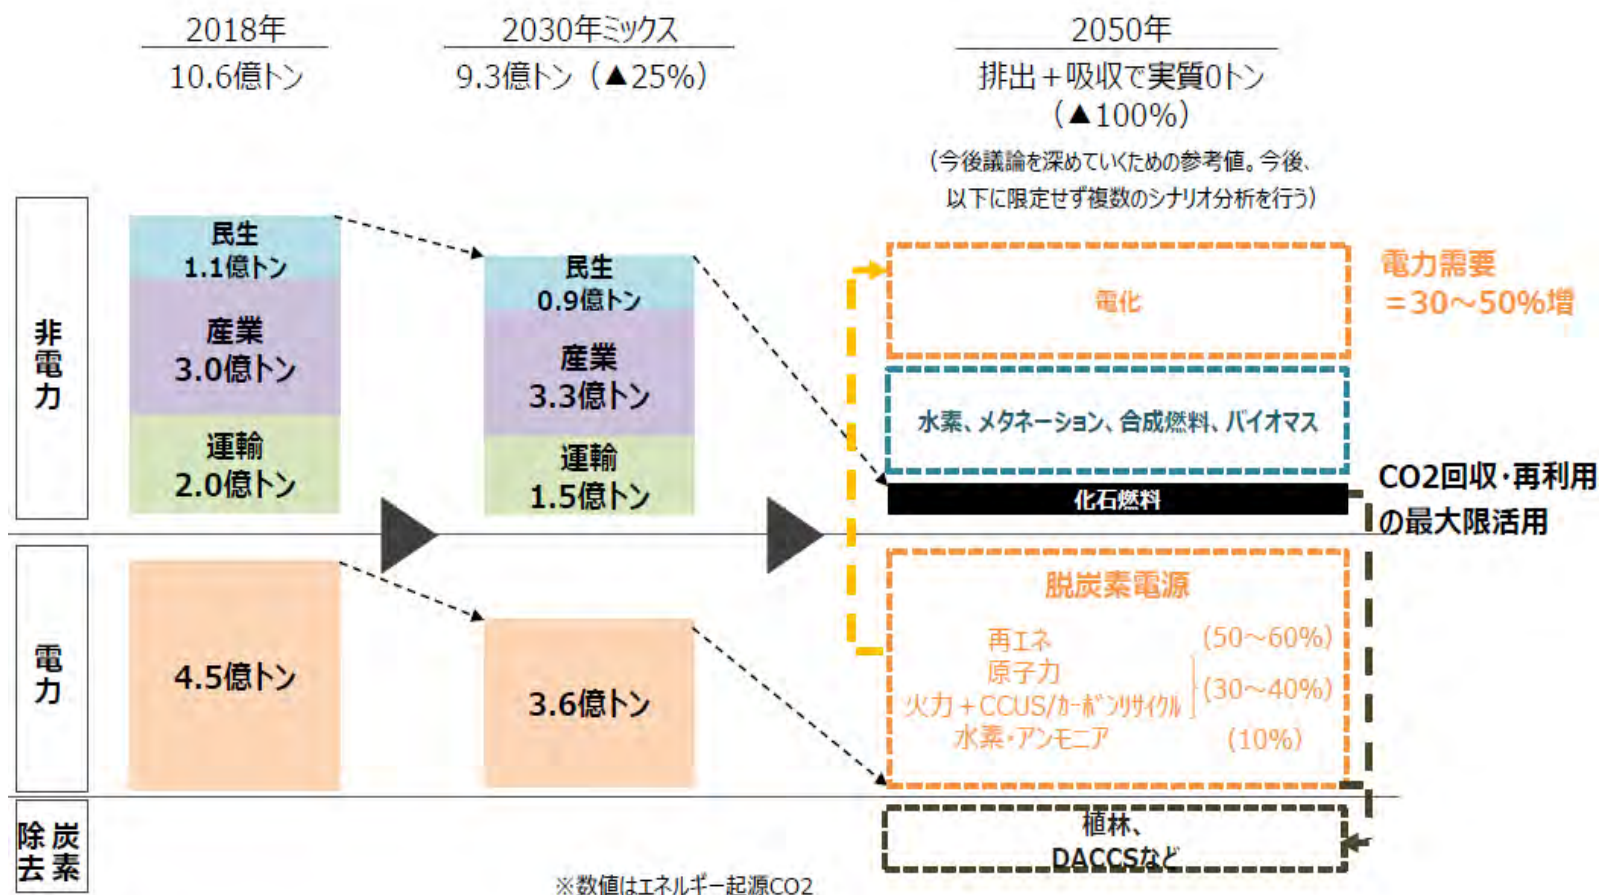 2018年
10.6億トン
2030年ミックス
9.3億トン（▲25%）
2050年
排出＋吸収で実質0トン
（▲100%）
（今後議論を深めていくための参考値。今後、
以下に限定せず複数のシナリオ分析を行う）
非電力
民生
1.1億トン
産業
3.0億トン
運輸
2.0億トン
民生
0.9億トン
産業
3.3億トン
運輸
1.5億トン
電化
電力需要
＝30～50%増
水素、メタネーション、合成燃料、バイオマス
化石燃料
CO2回収・再利用
の最大限活用
電力
4.5億トン
3.6億トン
脱炭素電源
再エネ (50～60%)
原子力
火力＋CCUS/ｶｰﾎﾞﾝﾘｻｲｸﾙ (30～40%)
水素・アンモニア (10%)
炭素除去
植林、
DACCSなど
※数値はエネルギー起源CO2